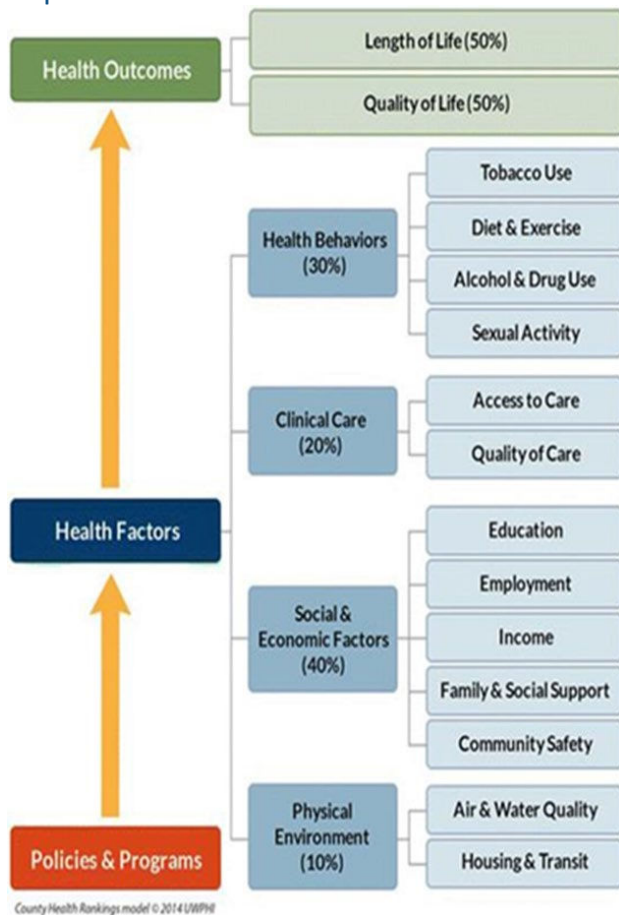 Health Outcomes
Length of Life (50%)
Quality of Life (50%)
Health Factors
Health Behaviors
(30%)
Tobacco Use
Diet & Exercise
Alcohol & Drug Use
Sexual Activity
Clinical Care
(20%)
Access to Care
Quality of Care
Social &
Economic Factors
(40%)
Education
Employment
Income
Family & Social Support
Community Safety
Physical
Environment
(10%)
Air & Water Quality
Housing & Transit
Policies & Programs
County Health Rankings model © 2014 UWPHI